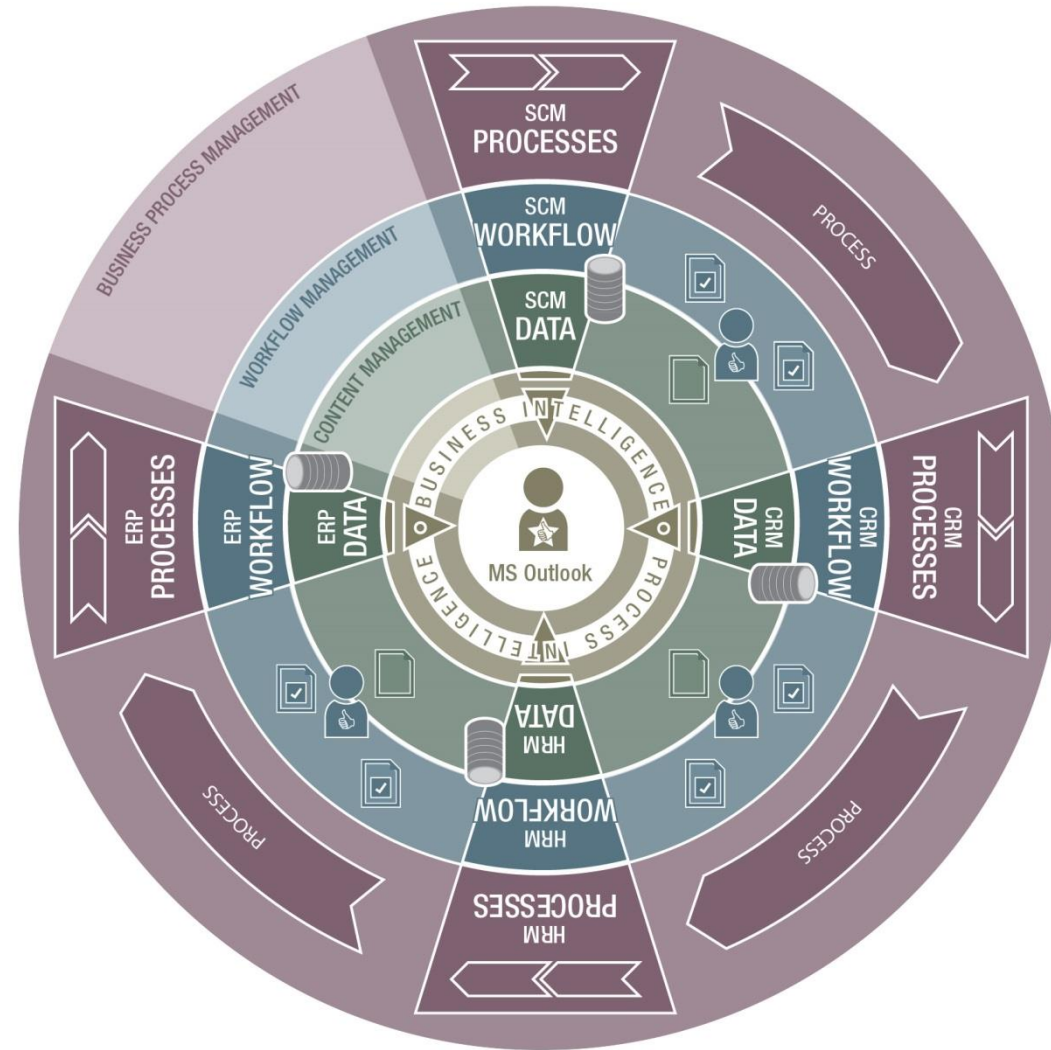 BUSINESS PROCESS MANAGEMENT
WORKFLOW MANAGEMENT
CONTENT MANAGEMENT
SCM
PROCESSES
SCM
WORKFLOW
SCM
DATA
PROCESS
CRM
PROCESSES
CRM
WORKFLOW
CRM
DATA
PROCESS
HRM
DATA
HRM
WORKFLOW
HRM
PROCESSES
PROCESS
ERP
PROCESSES
ERP
WORKFLOW
ERP
DATA
BUSINESS INTELLIGENCE
PROCESS INTELLIGENCE
MS Outlook